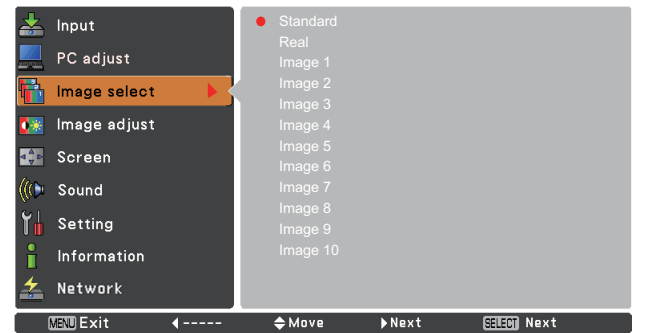 Input
PC adjust
Image select
Image adjust
Screen
Sound
Setting
Information
Network
Standard
Real
Image 1
Image 2
Image 3
Image 4
Image 5
Image 6
Image 7
Image 8
Image 9
Image 10
MENU Exit ◀----- Move ▶Next SELECT Next